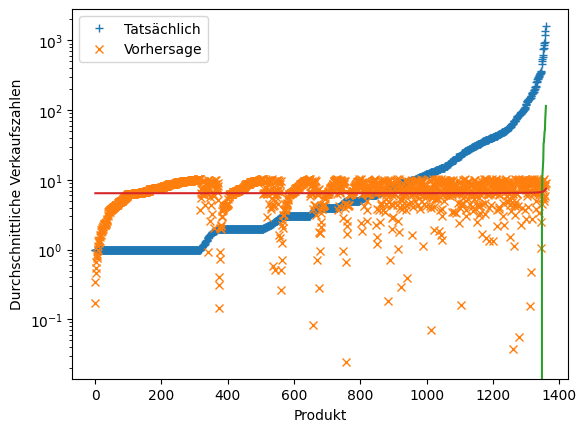 Tatsächlich
Vorhersage
Durchschnittliche Verkaufszahlen
10³
10²
10¹
10⁰
10⁻¹
0 200 400 600 800 1000 1200 1400
Produkt